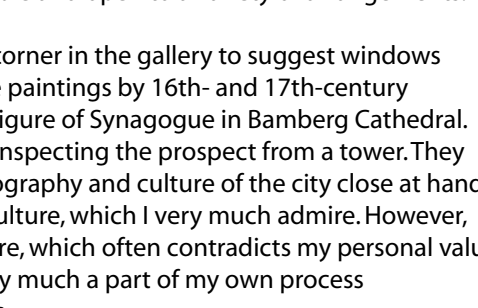 corner in the gallery to suggest windows
paintings by 16th- and 17th-century
figure of Synagogue in Bamberg Cathedral.
inspecting the prospect from a tower. They
ography and culture of the city close at hand
ulture, which I very much admire. However,
re, which often contradicts my personal valu
y much a part of my own process